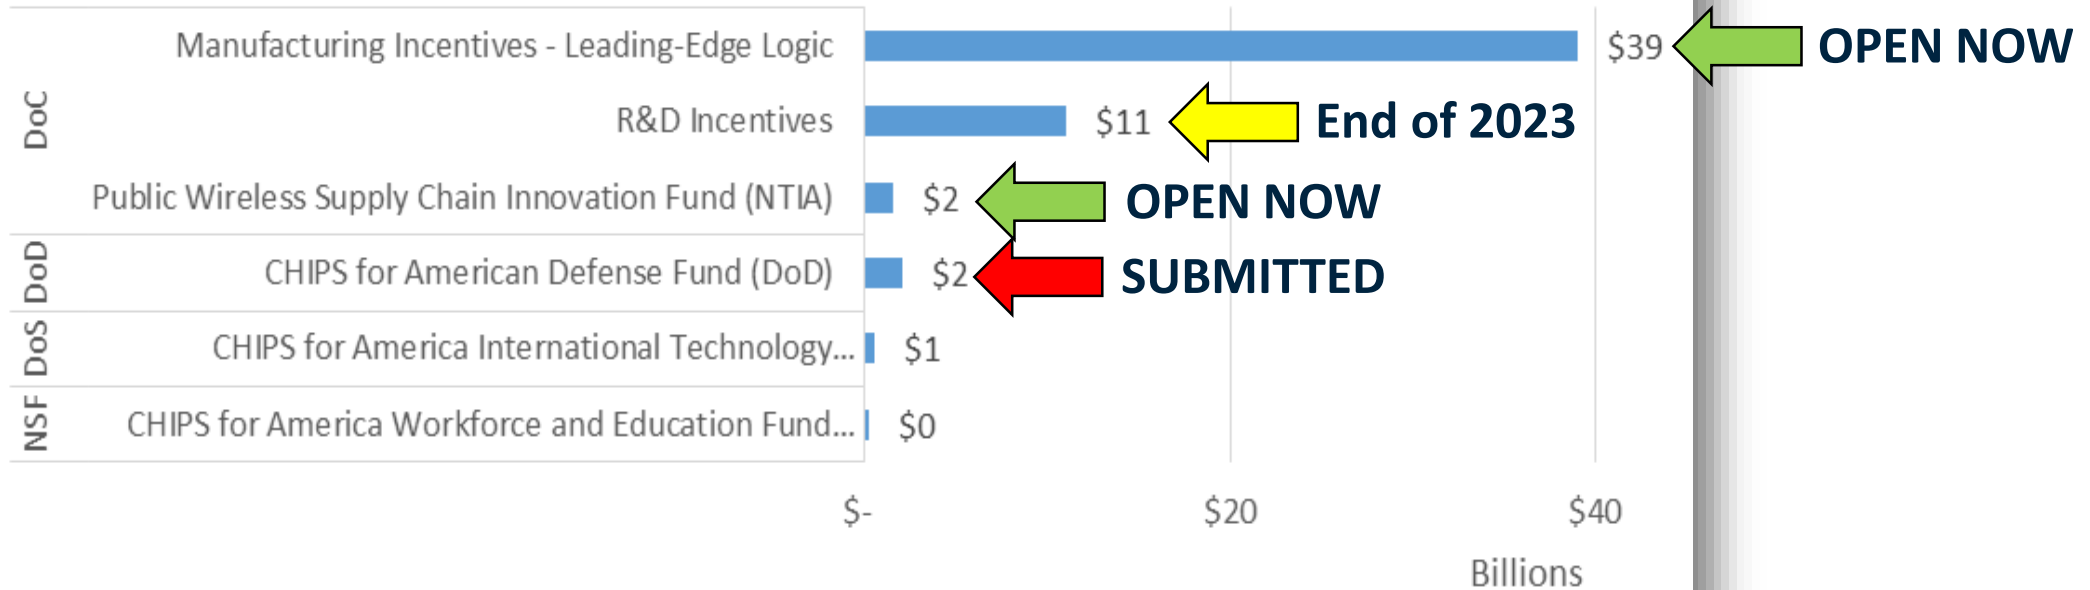 Manufacturing Incentives - Leading-Edge Logic $39 OPEN NOW
DoC
R&D Incentives $11 End of 2023
Public Wireless Supply Chain Innovation Fund (NTIA) $2 OPEN NOW
DoD
CHIPS for American Defense Fund (DoD) $2 SUBMITTED
DoS
CHIPS for America International Technology... $1
NSF
CHIPS for America Workforce and Education Fund... $0
$- $20 $40
Billions